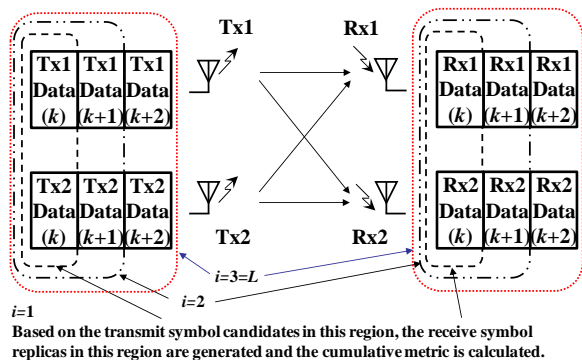 Tx1 Rx1
Tx1 Tx1 Tx1
Data Data Data
(k) (k+1) (k+2)
Rx1 Rx1 Rx1
Data Data Data
(k) (k+1) (k+2)
Tx2 Tx2 Tx2
Data Data Data
(k) (k+1) (k+2)
Rx2 Rx2 Rx2
Data Data Data
(k) (k+1) (k+2)
Tx2 Rx2
i=3=L
i=2
i=1
Based on the transmit symbol candidates in this region, the receive symbol
replicas in this region are generated and the cumulative metric is calculated.